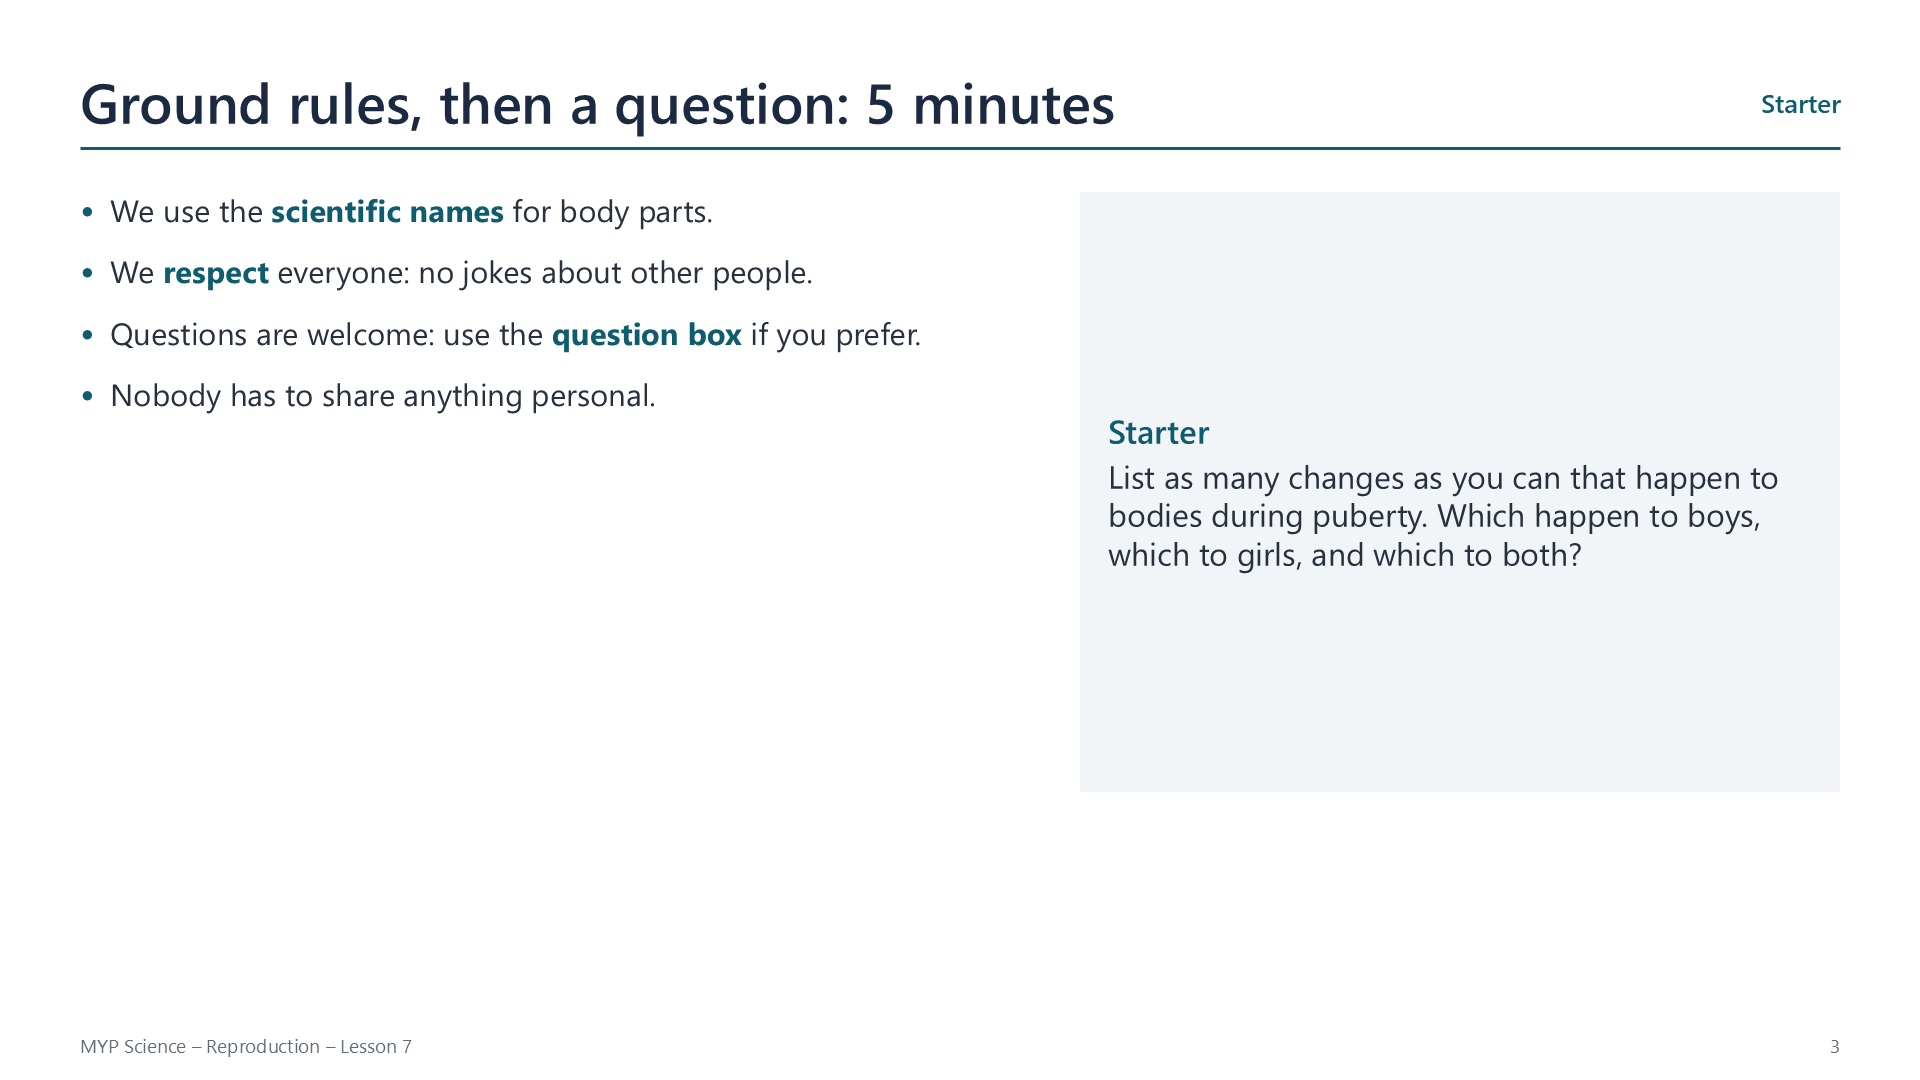 Ground rules, then a question: 5 minutes
Starter
• We use the scientific names for body parts.
• We respect everyone: no jokes about other people.
• Questions are welcome: use the question box if you prefer.
• Nobody has to share anything personal.
Starter
List as many changes as you can that happen to
bodies during puberty. Which happen to boys,
which to girls, and which to both?
MYP Science – Reproduction – Lesson 7
3